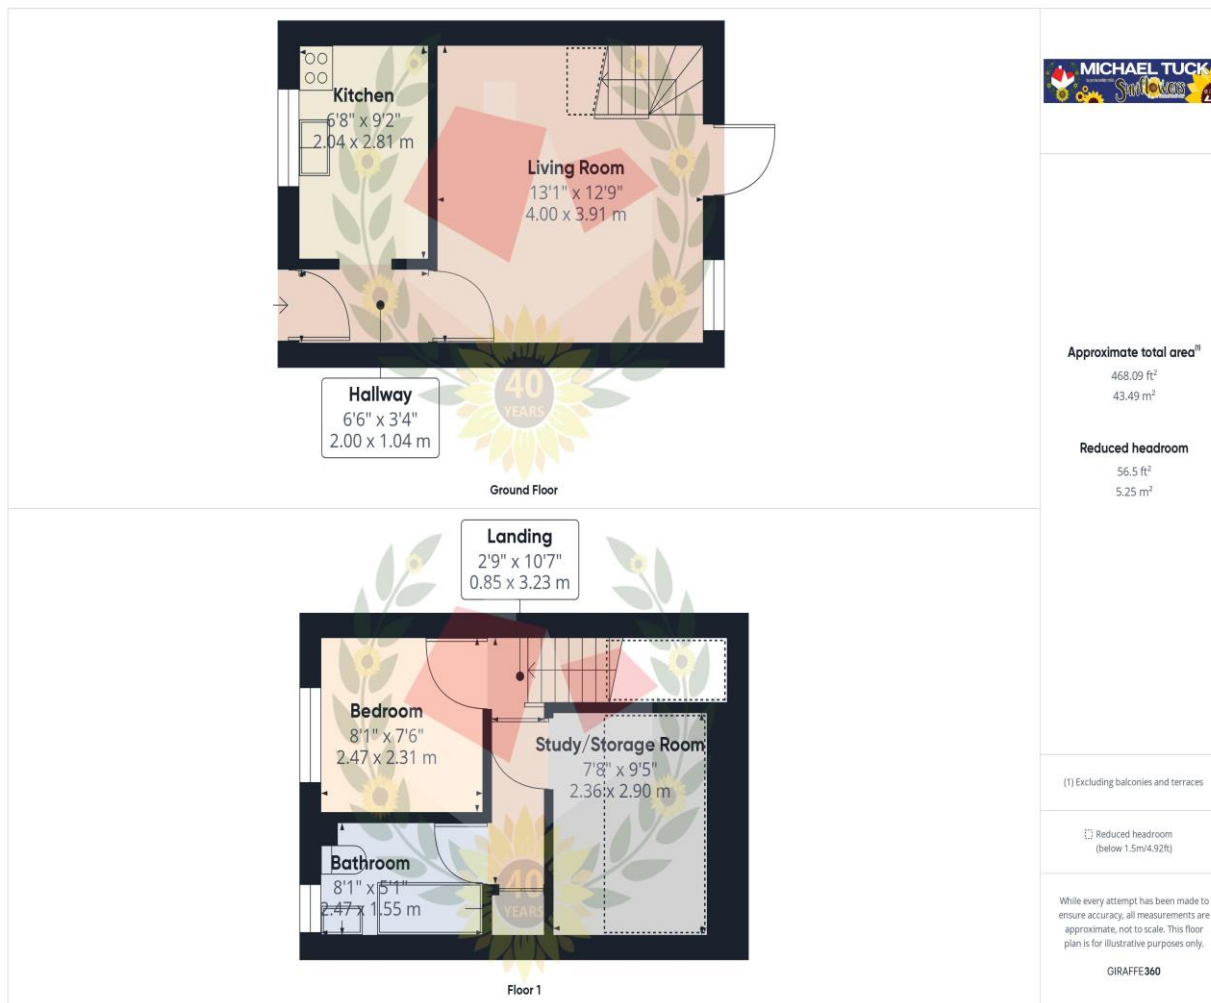 Kitchen
6'8" x 9'2"
2.04 x 2.81 m
Living Room
13'1" x 12'9"
4.00 x 3.91 m
Hallway
6'6" x 3'4"
2.00 x 1.04 m
40
YEARS
Ground Floor
Landing
2'9" x 10'7"
0.85 x 3.23 m
Bedroom
8'1" x 7'6"
2.47 x 2.31 m
Study/Storage Room
7'8" x 9'5"
2.36 x 2.90 m
Bathroom
8'1" x 5'1"
2.47 x 1.55 m
40
YEARS
Floor 1
MICHAEL TUCK
Sunflowers
Approximate total area(1)
468.09 ft²
43.49 m²
Reduced headroom
56.5 ft²
5.25 m²
(1) Excluding balconies and terraces
Reduced headroom
(below 1.5m/4.92ft)
While every attempt has been made to
ensure accuracy, all measurements are
approximate, not to scale. This floor
plan is for illustrative purposes only.
GIRAFFE360